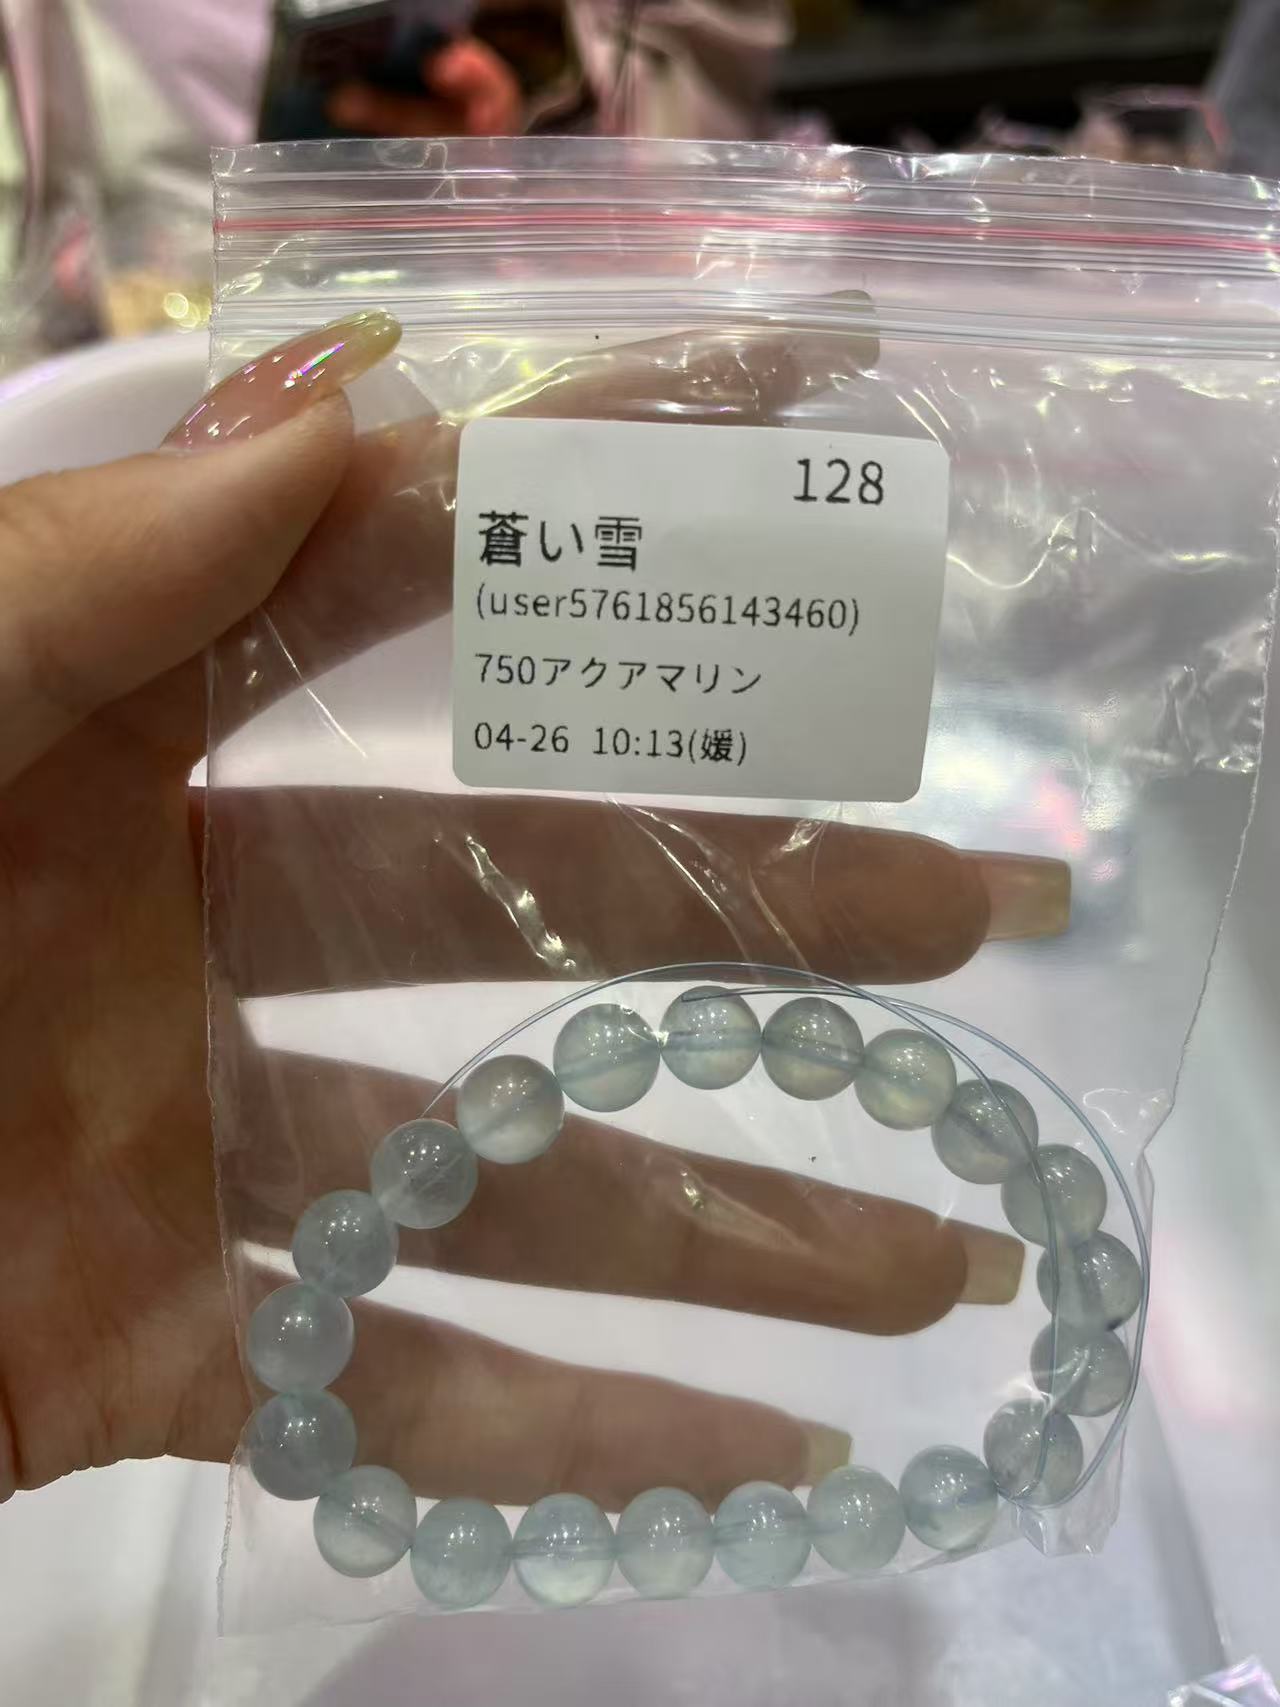 128
蒼い雪
(user5761856143460)
750アクアマリン
04-26 10:13(媛)